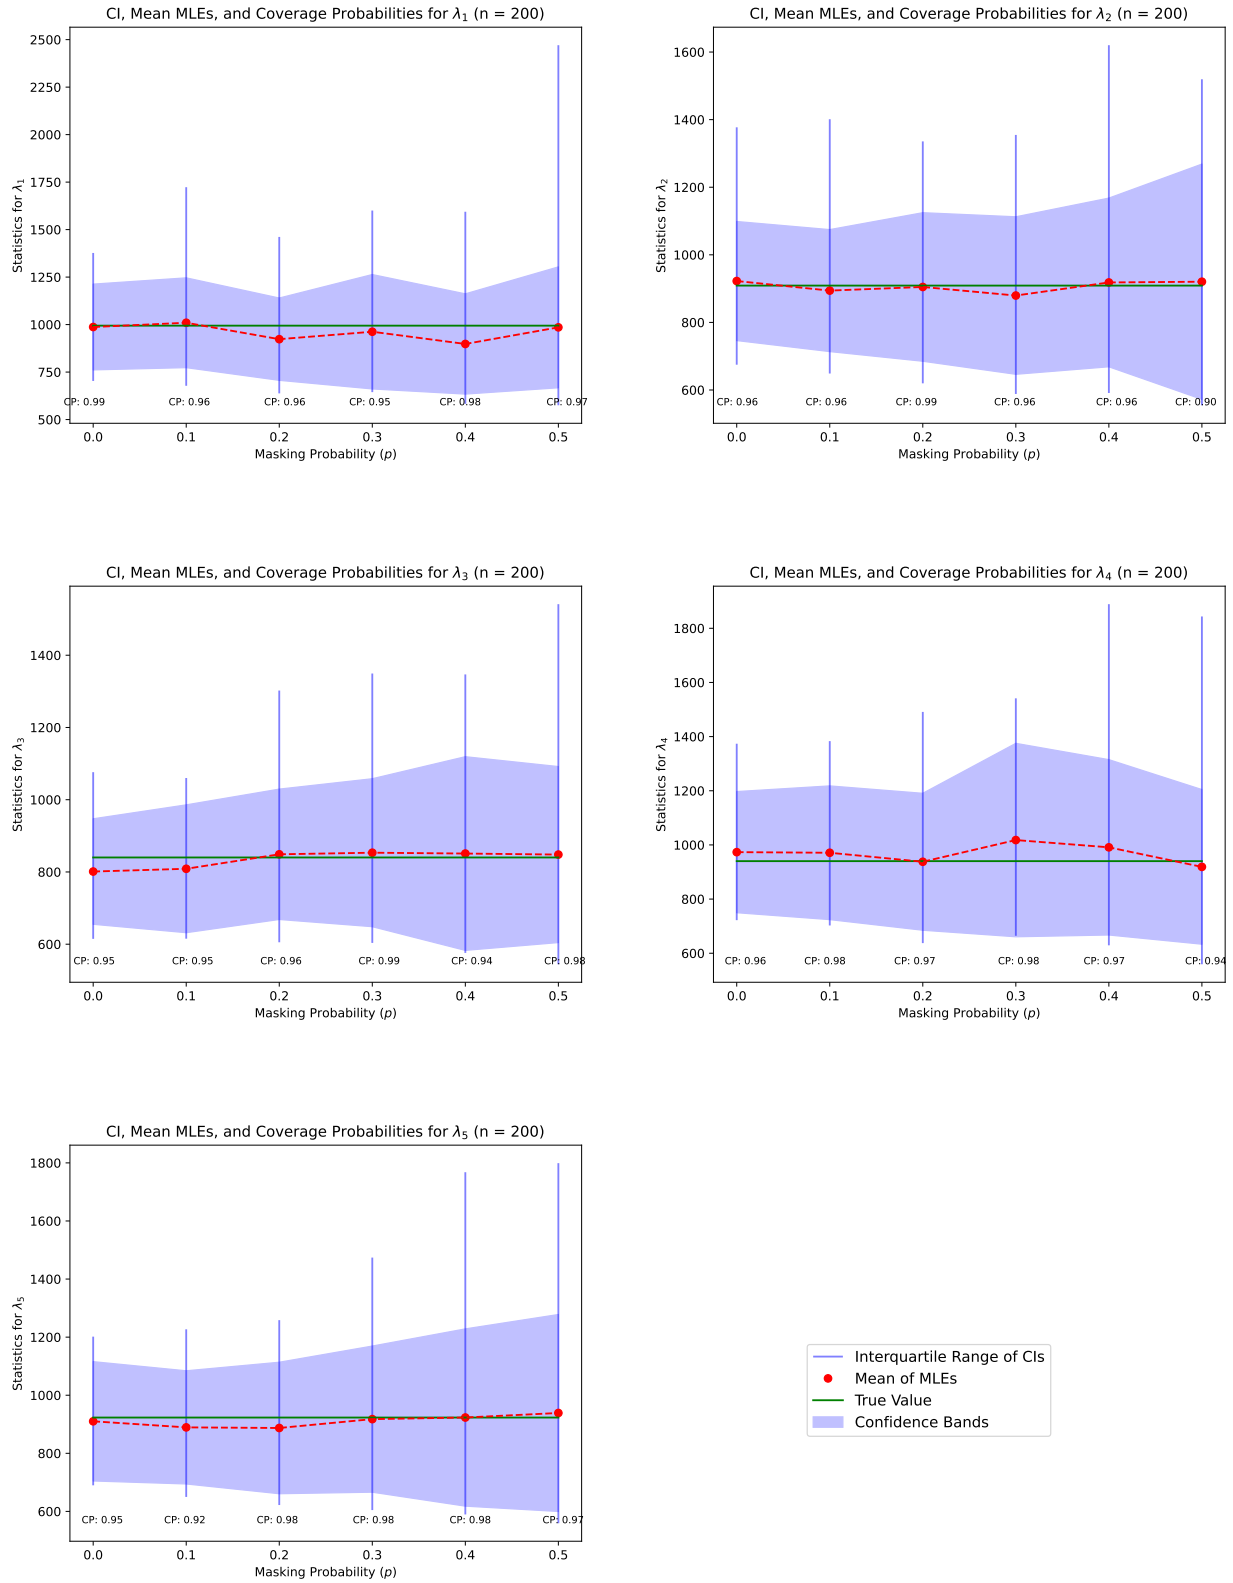 CI, Mean MLEs, and Coverage Probabilities for λ1 (n = 200)
2500
2250
2000
1750
1500
1250
1000
750
500
Statistics for λ1
CP: 0.99 CP: 0.96 CP: 0.96 CP: 0.95 CP: 0.98 CP: 0.97
0.0 0.1 0.2 0.3 0.4 0.5
Masking Probability (p)
CI, Mean MLEs, and Coverage Probabilities for λ2 (n = 200)
1600
1400
1200
1000
800
600
Statistics for λ2
CP: 0.96 CP: 0.96 CP: 0.99 CP: 0.96 CP: 0.96 CP: 0.90
0.0 0.1 0.2 0.3 0.4 0.5
Masking Probability (p)
CI, Mean MLEs, and Coverage Probabilities for λ3 (n = 200)
1400
1200
1000
800
600
Statistics for λ3
CP: 0.95 CP: 0.95 CP: 0.96 CP: 0.99 CP: 0.94 CP: 0.98
0.0 0.1 0.2 0.3 0.4 0.5
Masking Probability (p)
CI, Mean MLEs, and Coverage Probabilities for λ4 (n = 200)
1800
1600
1400
1200
1000
800
600
Statistics for λ4
CP: 0.96 CP: 0.98 CP: 0.97 CP: 0.98 CP: 0.97 CP: 0.94
0.0 0.1 0.2 0.3 0.4 0.5
Masking Probability (p)
CI, Mean MLEs, and Coverage Probabilities for λ5 (n = 200)
1800
1600
1400
1200
1000
800
600
Statistics for λ5
CP: 0.95 CP: 0.92 CP: 0.98 CP: 0.98 CP: 0.98 CP: 0.97
0.0 0.1 0.2 0.3 0.4 0.5
Masking Probability (p)
Interquartile Range of CIs
Mean of MLEs
True Value
Confidence Bands